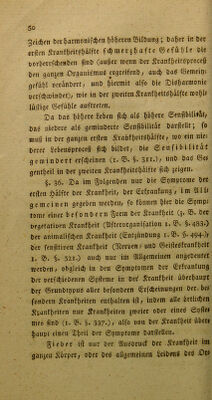 50
Zeichen der harmonischen höheren Bildung; daher in der
ersten Krankheitshälfte schmerzhafte Gefühle die
vorherrschenden sind (außer wenn der Krankheitsproceß
den ganzen Organismus ergreifend, auch das Gemein-
gefühl verändert, und hiermit also die Disharmonie
verschwindet), wie in der zweiten Krankheitshälfte wohl
lüstige Gefühle auftreten.
Da das höhere sich als höhere Sensibilität,
das niedere als geminderte Sensibilität darstellt; so
muß in der ganzen ersten Krankheitshälfte, wo ein nie-
derer Lebensproceß sich bildet, die Sensibilität
gemindert erscheinen (z. B. §. 311.), und das Ge-
gentheil in der zweiten Krankheitshälfte sich zeigen.
§. 36. Da im Folgenden nur die Symptome der
ersten Hälfte der Krankheit, der Erkrankung, im All-
gemeinen gegeben werden, so können hier die Symp-
tome einer besondern Form der Krankheit (z. B. der
vegetativen Krankheit (Afterorganisation 1. B. §. 483.)
der animalischen Krankheit (Entzündung 1. B. §. 494.)
der sensitiven Krankheit (Nerven- und Geisteskrankheit
1. B. §. 521.) auch nur im Allgemeinen angedeutet
werden, obgleich in den Symptomen der Erkrankung
der verschiedenen Systeme in der Krankheit überhaupt
der Grundtypus aller besondern Erscheinungen der be-
sondern Krankheiten enthalten ist, indem alle örtlichen
Krankheiten nur Krankheiten zweier oder eines Systems
sind (1. B. §. 337.), also von der Krankheit über-
haupt einen Theil der Symptome darstellen.
Fieber ist nur der Ausdruck der Krankheit im
ganzen Körper, oder des allgemeinen Leidens des Or-